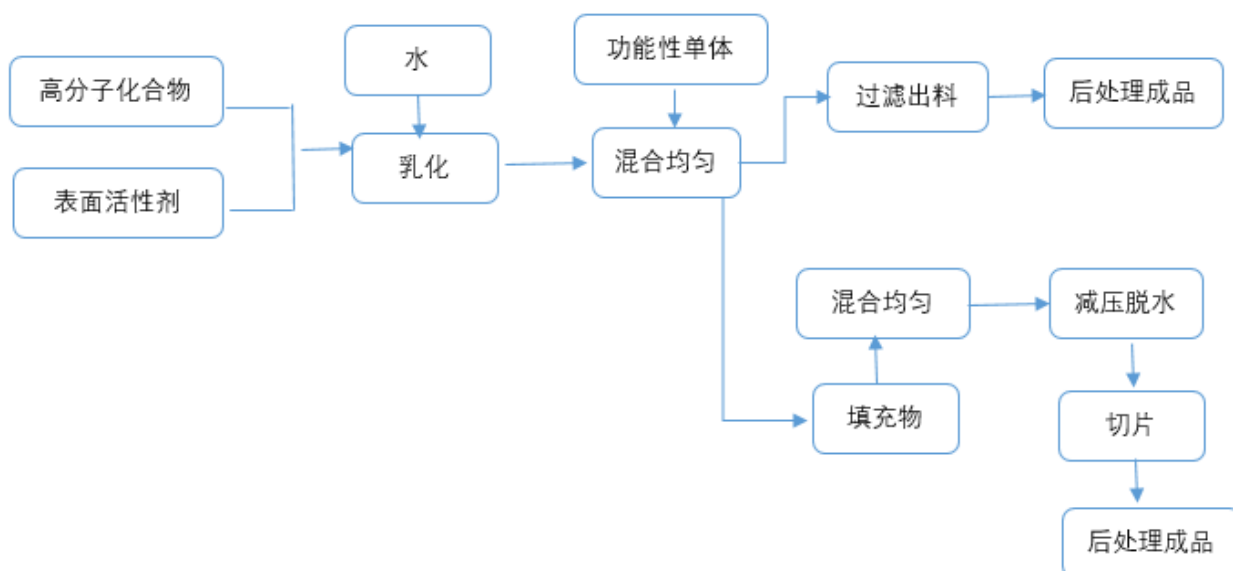 高分子化合物
表面活性剂
水
乳化
功能性单体
混合均匀
过滤出料
后处理成品
填充物
混合均匀
减压脱水
切片
后处理成品